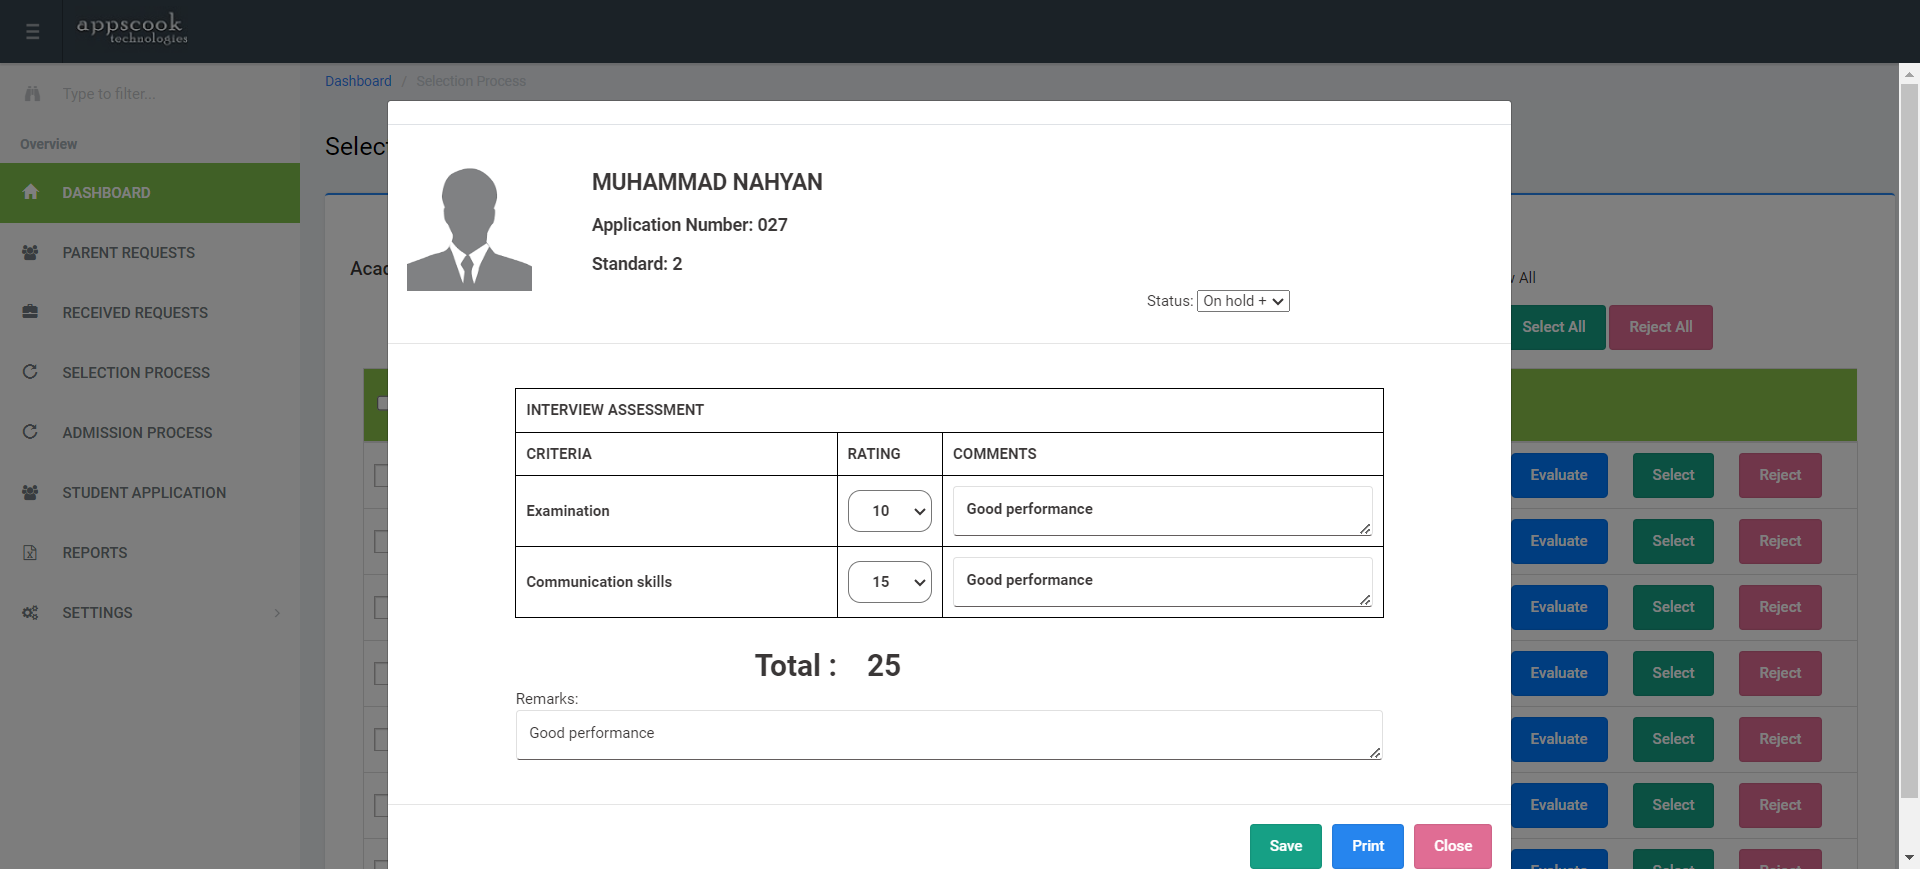 appscook
technologies
Type to filter...
Dashboard / Selection Process
Overview
DASHBOARD
PARENT REQUESTS
RECEIVED REQUESTS
SELECTION PROCESS
ADMISSION PROCESS
STUDENT APPLICATION
REPORTS
SETTINGS
MUHAMMAD NAHYAN
Application Number: 027
Standard: 2
Status: On hold +
INTERVIEW ASSESSMENT
CRITERIA RATING COMMENTS
Examination 10 Good performance
Communication skills 15 Good performance
Total : 25
Remarks:
Good performance
Save Print Close
All
Select All Reject All
Evaluate Select Reject
Evaluate Select Reject
Evaluate Select Reject
Evaluate Select Reject
Evaluate Select Reject
Evaluate Select Reject